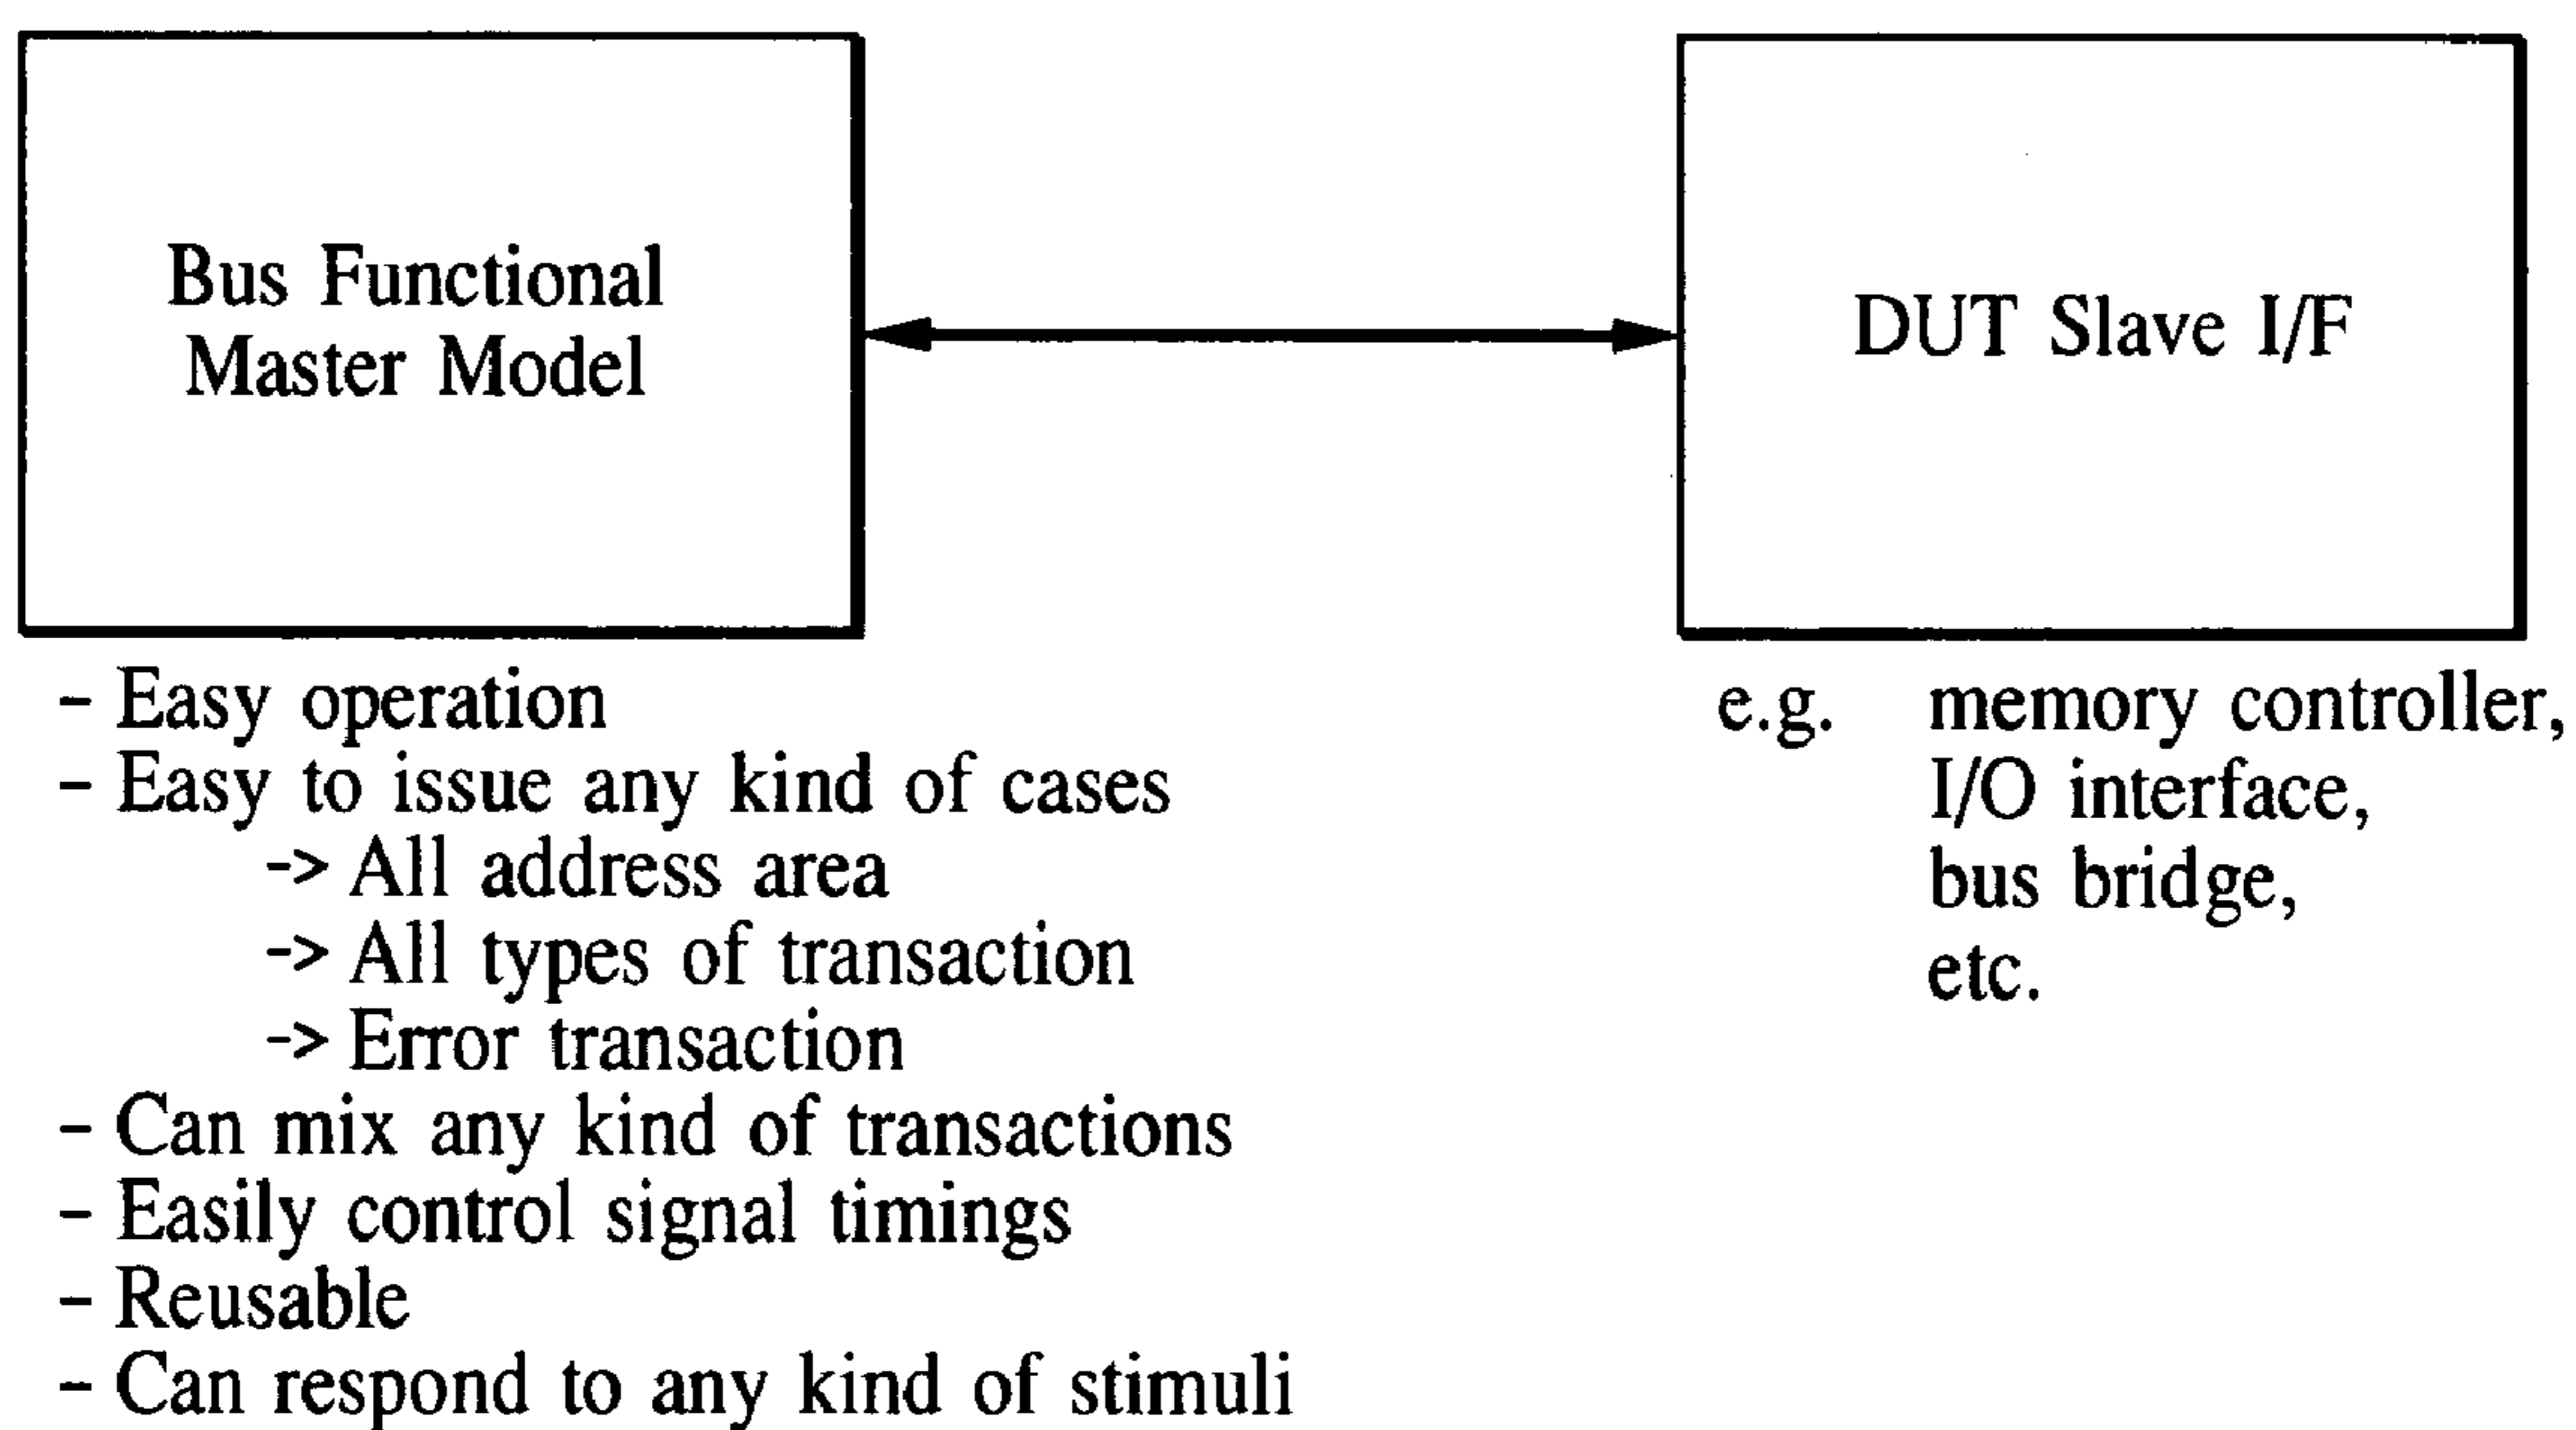 Bus Functional
Master Model
DUT Slave I/F
- Easy operation
- Easy to issue any kind of cases
-> All address area
-> All types of transaction
-> Error transaction
- Can mix any kind of transactions
- Easily control signal timings
- Reusable
- Can respond to any kind of stimuli
e.g. memory controller,
I/O interface,
bus bridge,
etc.